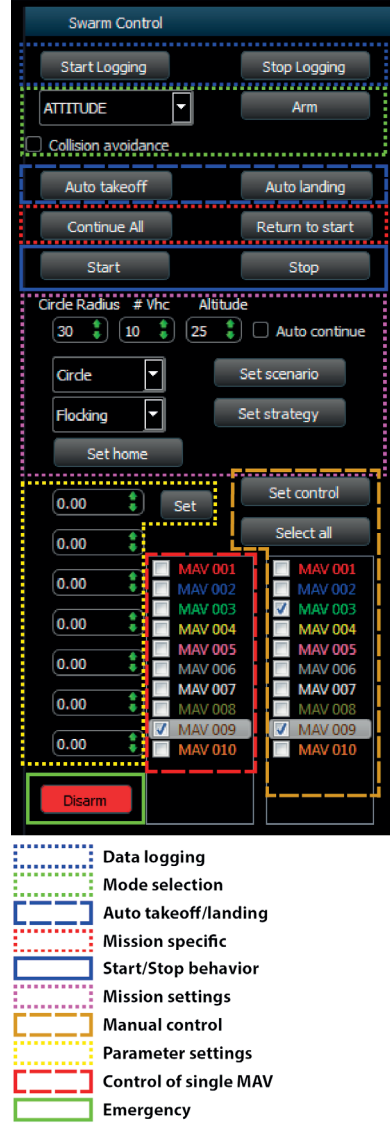 Swarm Control
Start Logging Stop Logging
ATTITUDE Arm
Collision avoidance
Auto takeoff Auto landing
Continue All Return to start
Start Stop
Circle Radius # Vhc Altitude
30 10 25 Auto continue
Circle Set scenario
Flocking Set strategy
Set home
0.00 Set Set control
0.00 Select all
0.00 MAV 001 MAV 001
MAV 002 MAV 002
0.00 MAV 003 MAV 003
MAV 004 MAV 004
0.00 MAV 005 MAV 005
MAV 006 MAV 006
0.00 MAV 007 MAV 007
MAV 008 MAV 008
0.00 MAV 009 MAV 009
MAV 010 MAV 010
Disarm
Data logging
Mode selection
Auto takeoff/landing
Mission specific
Start/Stop behavior
Mission settings
Manual control
Parameter settings
Control of single MAV
Emergency